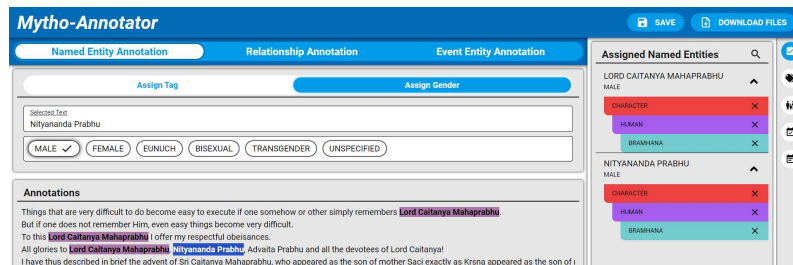 Mytho-Annotator
SAVE
DOWNLOAD FILES
Named Entity Annotation
Relationship Annotation
Event Entity Annotation
Assign Tag
Assign Gender
Selected Text
Nityananda Prabhu
MALE
FEMALE
EUNUCH
BISEXUAL
TRANSGENDER
UNSPECIFIED
Annotations
Things that are very difficult to do become easy to execute if one somehow or other simply remembers Lord Caitanya Mahaprabhu.
But if one does not remember Him, even easy things become very difficult.
To this Lord Caitanya Mahaprabhu I offer my respectful obeisances.
All glories to Lord Caitanya Mahaprabhu, Nityananda Prabhu, Advaita Prabhu and all the devotees of Lord Caitanya!
I have thus described in brief the advent of Sri Caitanya Mahaprabhu, who appeared as the son of mother Saci exactly as Krsna appeared as the son of
Assigned Named Entities
LORD CAITANYA MAHAPRABHU
MALE
CHARACTER
HUMAN
BRAMHANA
NITYANANDA PRABHU
MALE
CHARACTER
HUMAN
BRAMHANA